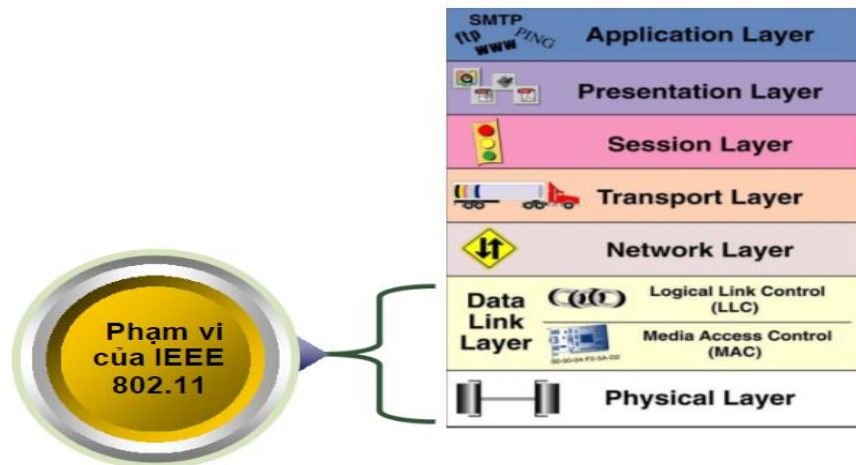 SMTP
ftp
www
PING
Application Layer
Presentation Layer
Session Layer
Transport Layer
Network Layer
Data
Link
Layer
Logical Link Control
(LLC)
Media Access Control
(MAC)
Physical Layer
Phạm vi
của IEEE
802.11